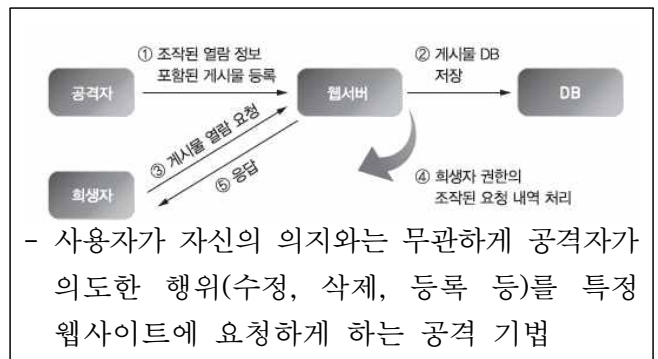 ① 조작된 열람 정보
포함된 게시물 등록
② 게시물 DB
저장
공격자
웹서버
DB
③ 게시물 열람 요청
⑤ 응답
희생자
④ 희생자 권한의
조작된 요청 내역 처리
- 사용자가 자신의 의지와는 무관하게 공격자가
의도한 행위(수정, 삭제, 등록 등)를 특정
웹사이트에 요청하게 하는 공격 기법